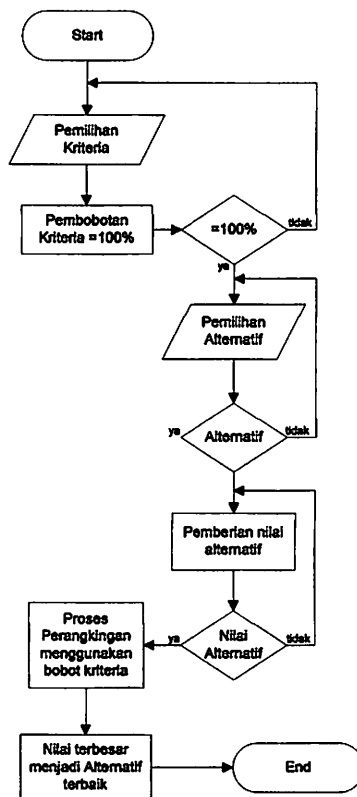 Start
Pemilihan
Kriteria
Pembobotan
Kriteria =100%
=100%
tidak
ya
Pemilihan
Alternatif
ya
Alternatif
tidak
Pemberian nilai
alternatif
Proses
Perangkingan
menggunakan
bobot kriteria
ya
Nilai
Alternatif
tidak
Nilai terbesar
menjadi Alternatif
terbaik
End